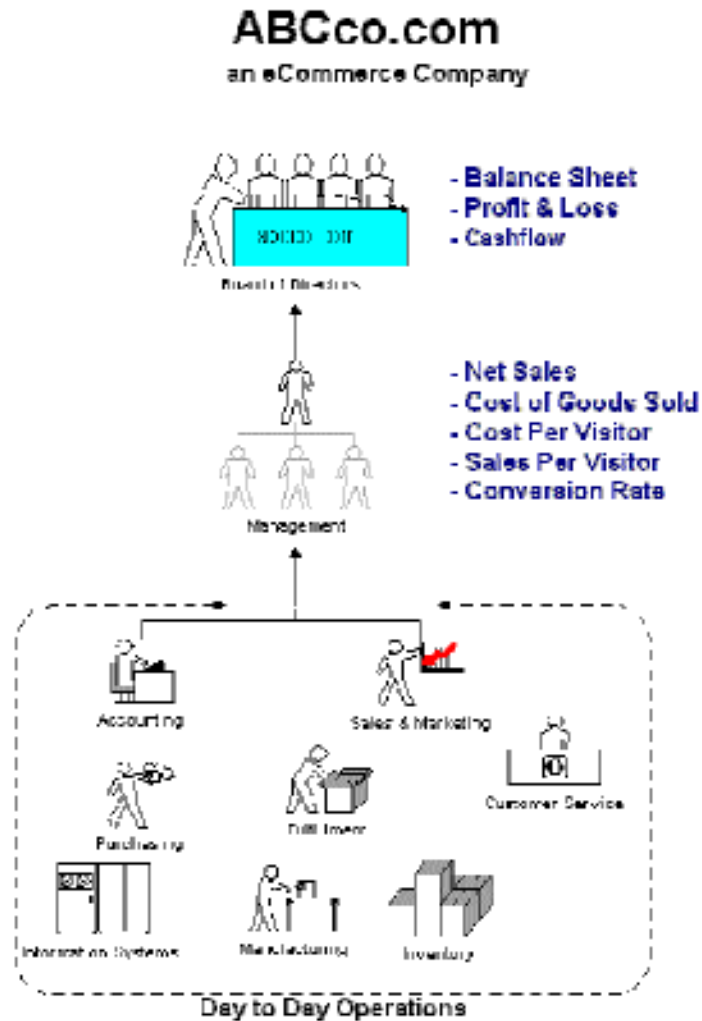 ABCco.com
an eCommerce Company
- Balance Sheet
- Profit & Loss
- Cashflow
Board of Directors
- Net Sales
- Cost of Goods Sold
- Cost Per Visitor
- Sales Per Visitor
- Conversion Rate
Management
Accounting
Sales & Marketing
Customer Service
Purchasing
Fulfillment
Information Systems
Manufacturing
Inventory
Day to Day Operations